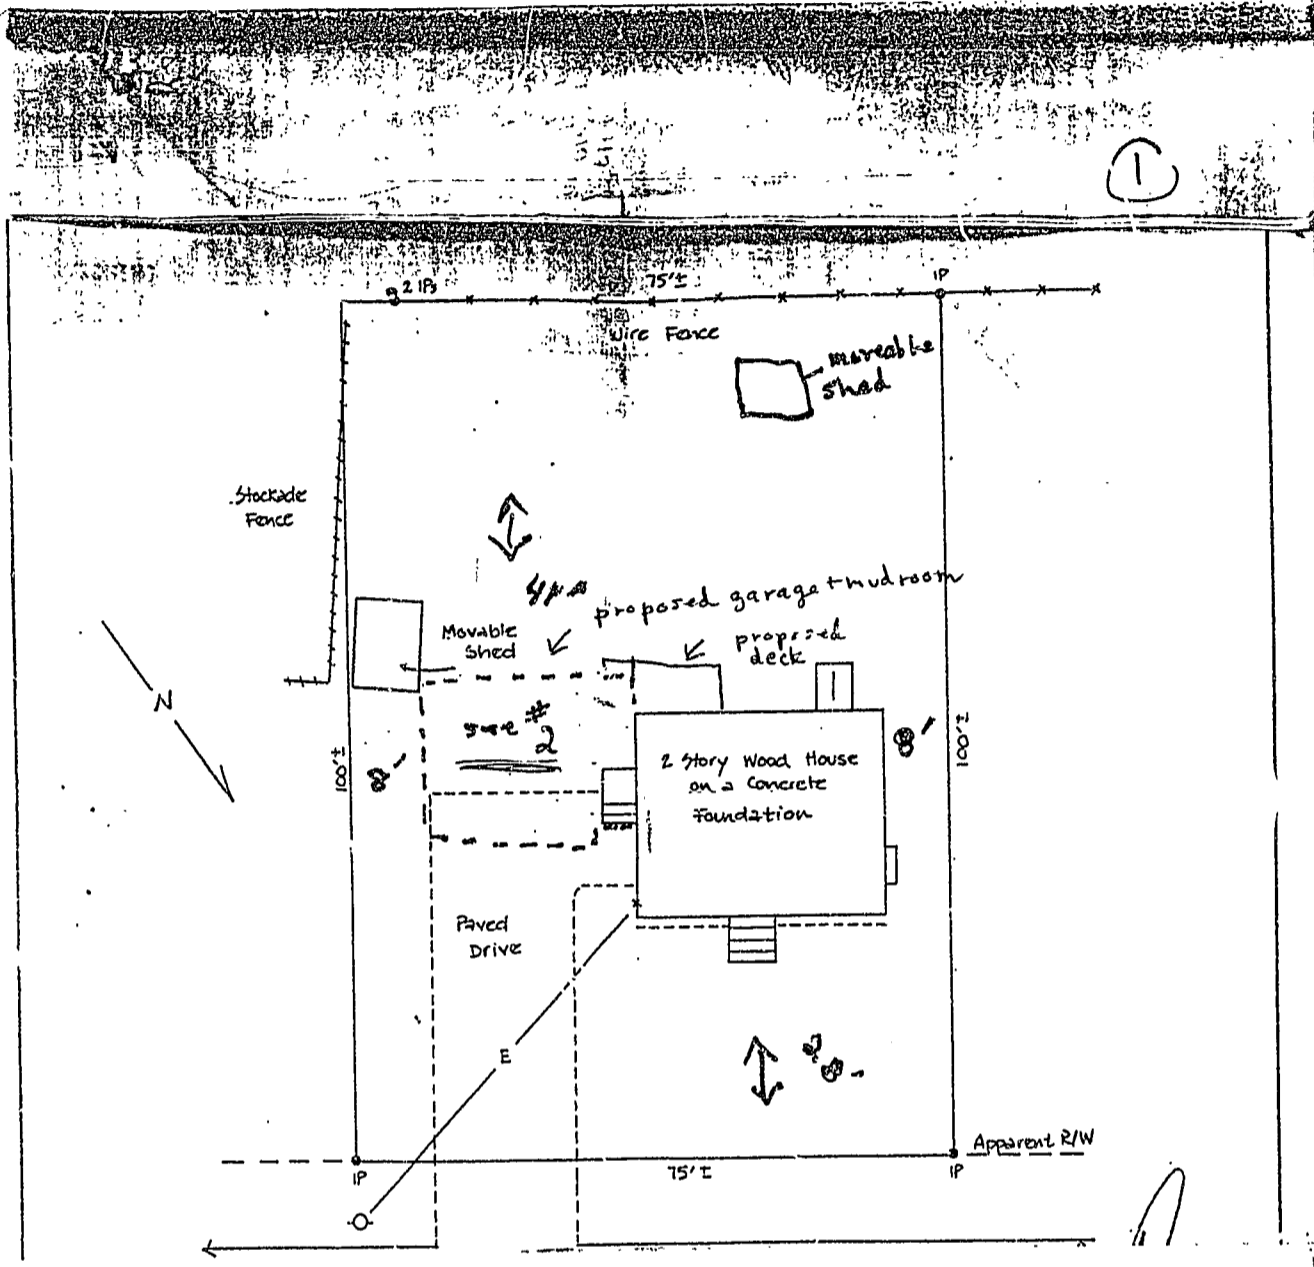 1
2 IPs
75'±
IP
Wire Fence
moveable
shed
Stockade
Fence
proposed garage + mudroom
Movable
Shed
proposed
deck
N
see #
2
100'±
8'
8'
100'±
2 Story Wood House
on a Concrete
Foundation
Paved
Drive
E
Apparent R/W
IP
75'±
IP